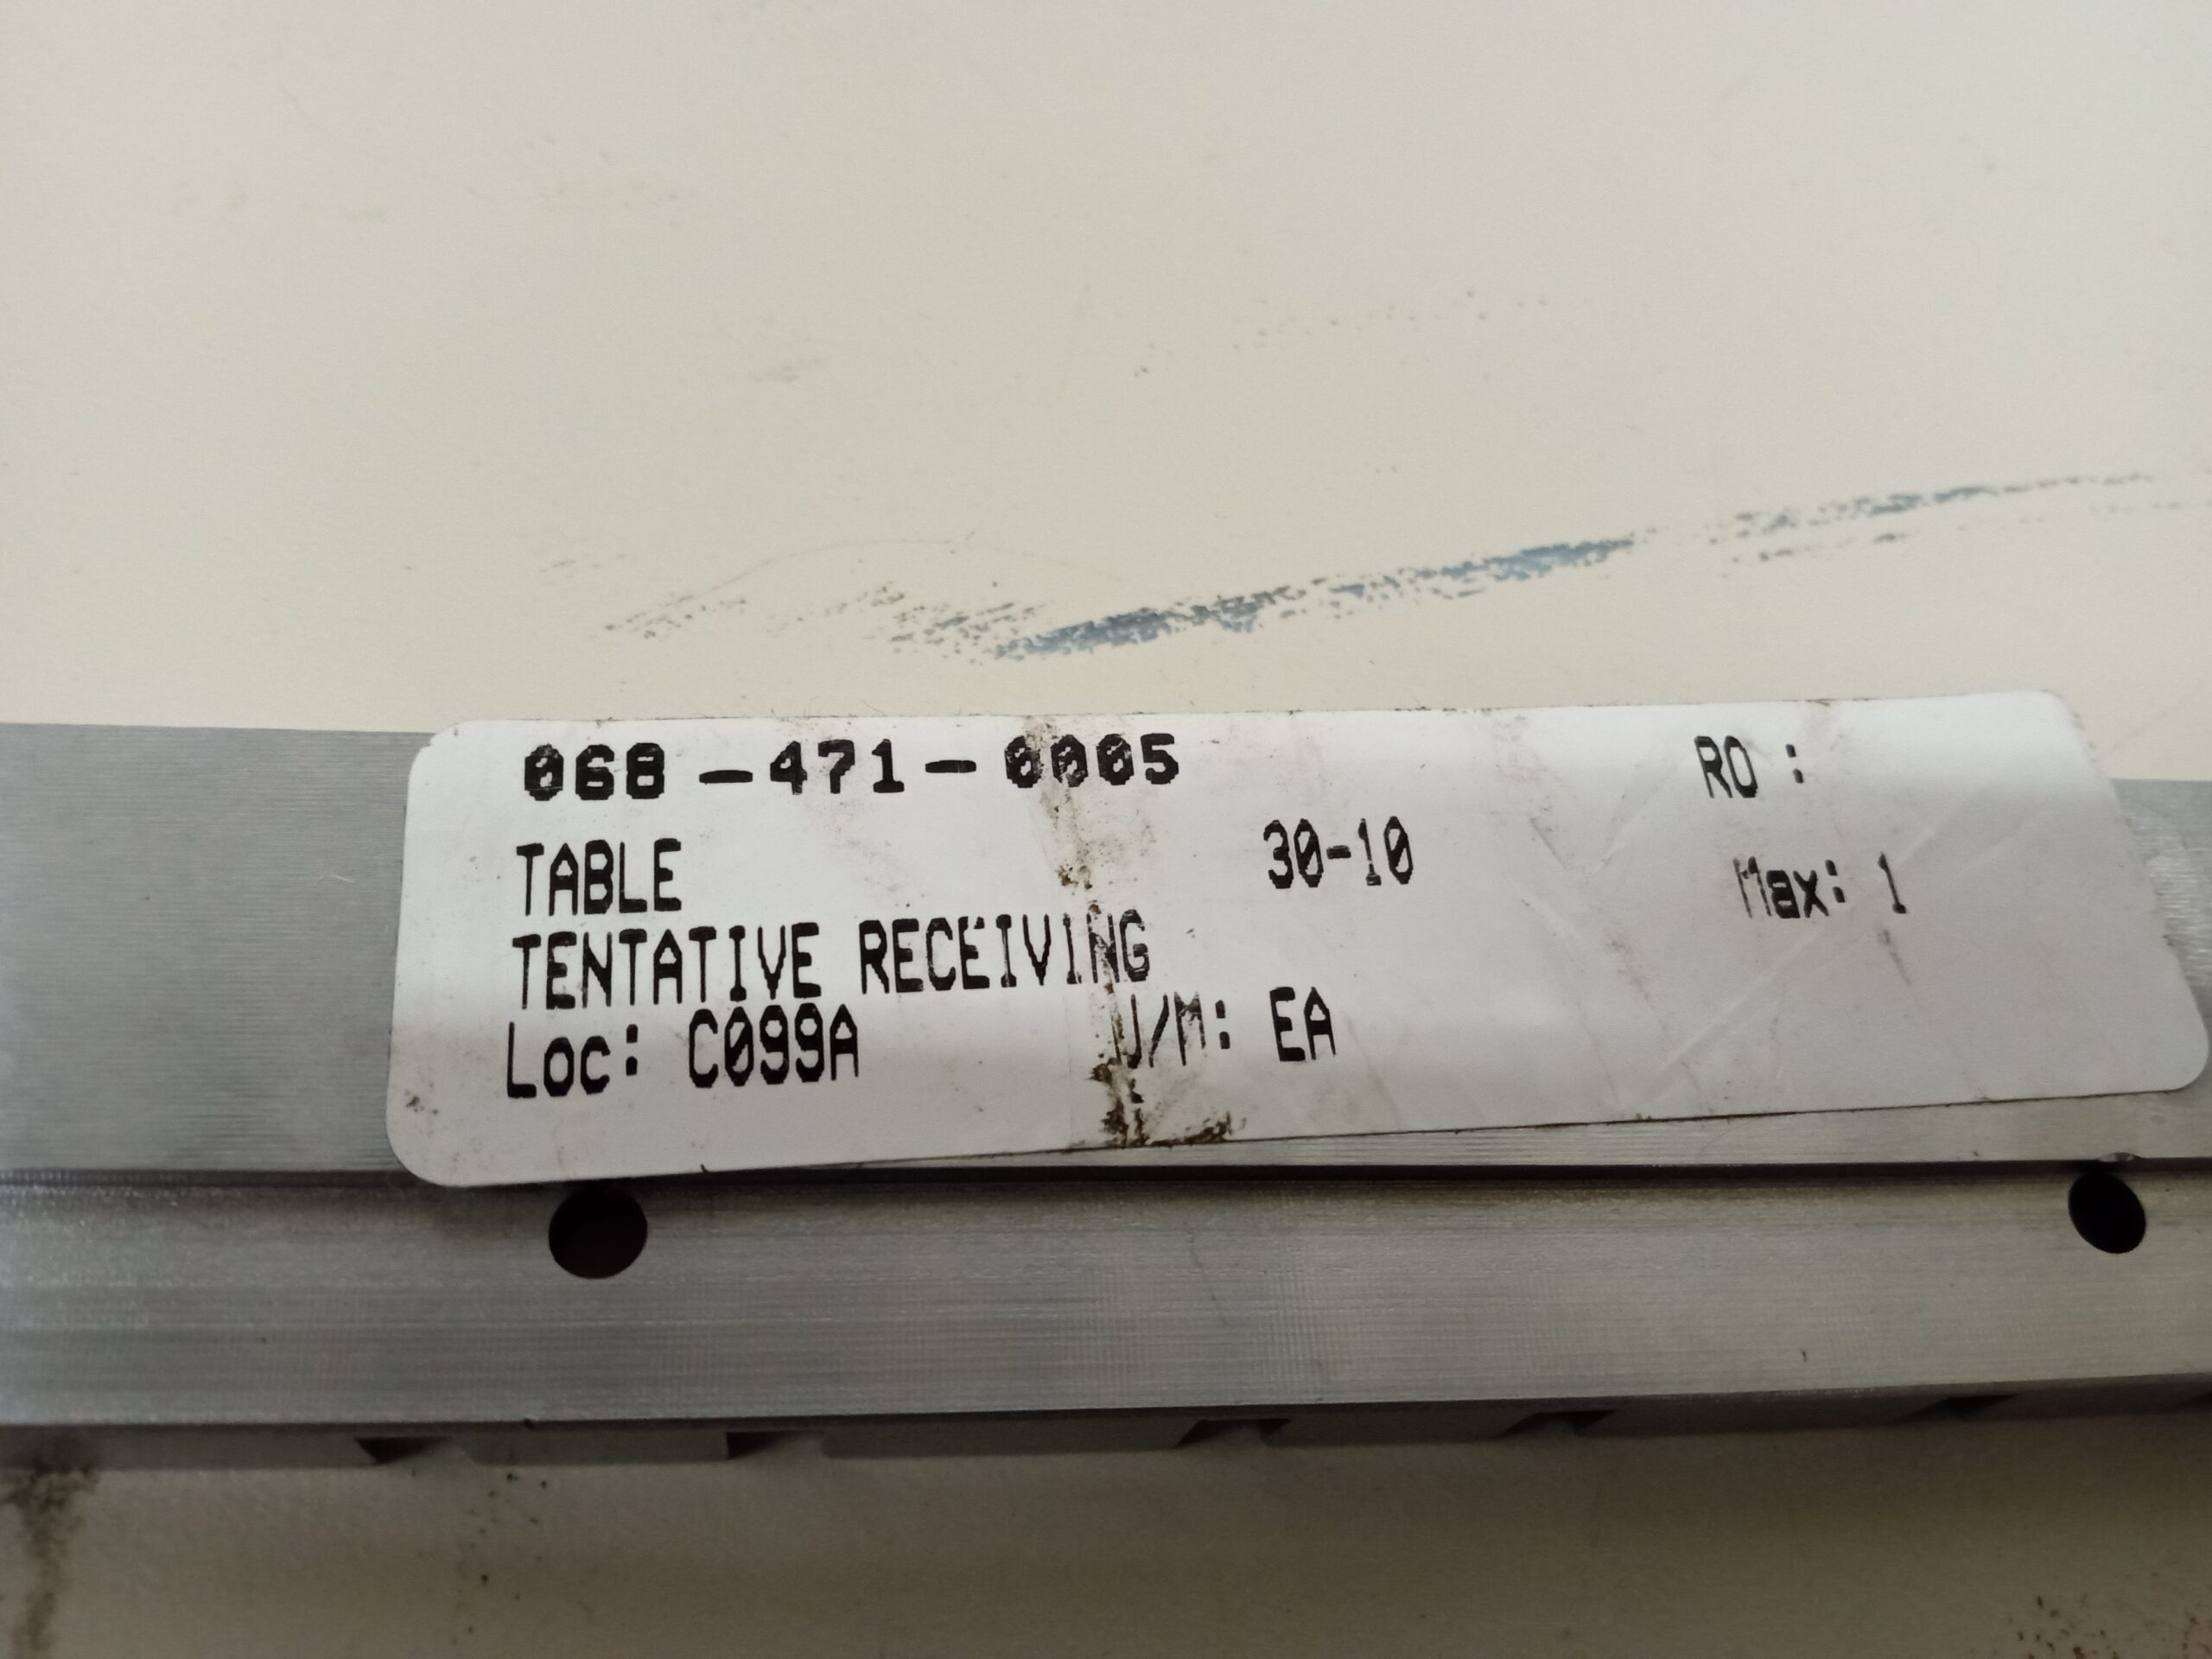 068-471-0005 RO :
TABLE 30-10 Max: 1
TENTATIVE RECEIVING
Loc: C099A U/M: EA